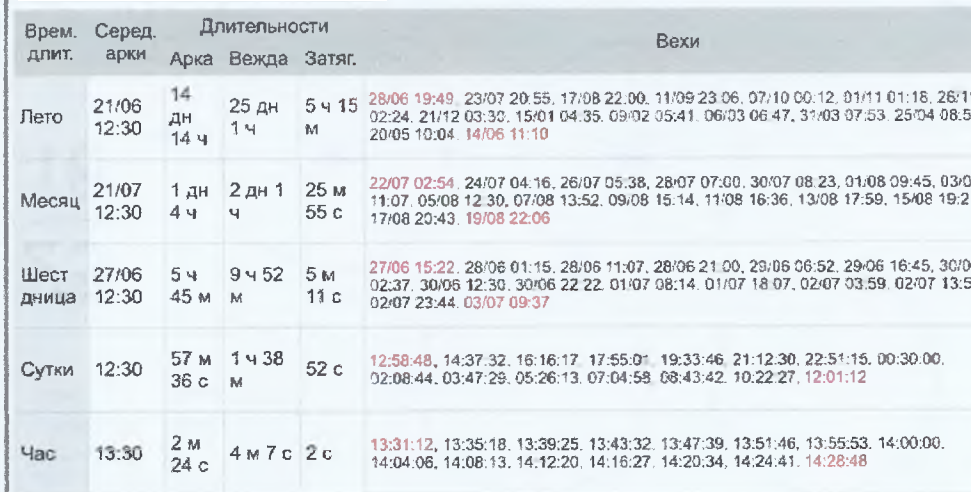 Врем. длит. Серед. арки Длительности Вехи
Арка Вежда Затяг.
Лето 21/06 12:30 14 дн 14 ч 25 дн 1 ч 5 ч 15 м 28/06 19:49, 23/07 20:55, 17/08 22:00, 11/09 23:06, 07/10 00:12, 01/11 01:18, 26/1
02:24, 21/12 03:30, 15/01 04:35, 09/02 05:41, 06/03 06:47, 31/03 07:53, 25/04 08:5
20/05 10:04, 14/06 11:10
Месяц 21/07 12:30 1 дн 4 ч 2 дн 1 ч 25 м 55 с 22/07 02:54, 24/07 04:16, 26/07 05:38, 28/07 07:00, 30/07 08:23, 01/08 09:45, 03/0
11:07, 05/08 12:30, 07/08 13:52, 09/08 15:14, 11/08 16:36, 13/08 17:59, 15/08 19:2
17/08 20:43, 19/08 22:06
Шест дница 27/06 12:30 5 ч 45 м 9 ч 52 м 5 м 11 с 27/06 15:22, 28/06 01:15, 28/06 11:07, 28/06 21:00, 29/06 06:52, 29/06 16:45, 30/0
02:37, 30/06 12:30, 30/06 22:22, 01/07 08:14, 01/07 18:07, 02/07 03:59, 02/07 13:5
02/07 23:44, 03/07 09:37
Сутки 12:30 57 м 36 с 1 ч 38 м 52 с 12:58:48, 14:37:32, 16:16:17, 17:55:01, 19:33:46, 21:12:30, 22:51:15, 00:30:00,
02:08:44, 03:47:29, 05:26:13, 07:04:58, 08:43:42, 10:22:27, 12:01:12
Час 13:30 2 м 24 с 4 м 7 с 2 с 13:31:12, 13:35:18, 13:39:25, 13:43:32, 13:47:39, 13:51:46, 13:55:53, 14:00:00,
14:04:06, 14:08:13, 14:12:20, 14:16:27, 14:20:34, 14:24:41, 14:28:48